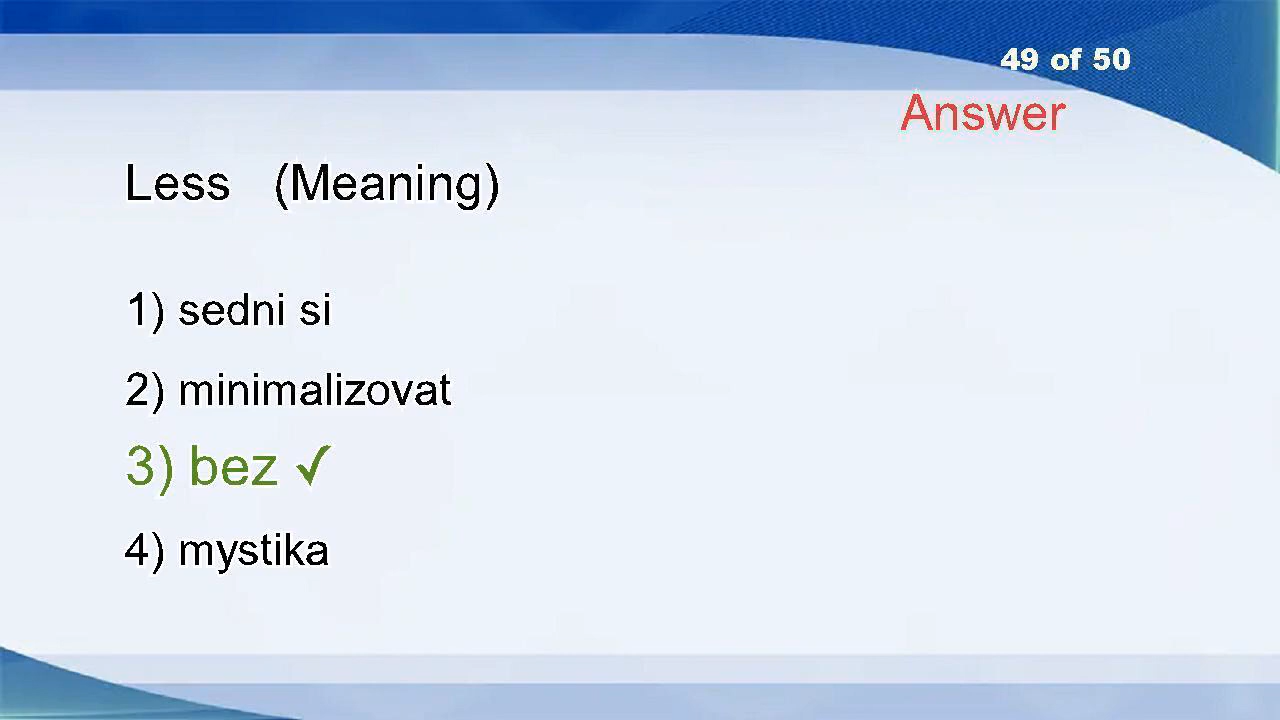 49 of 50
Answer
Less (Meaning)
1) sedni si
2) minimalizovat
3) bez ✓
4) mystika